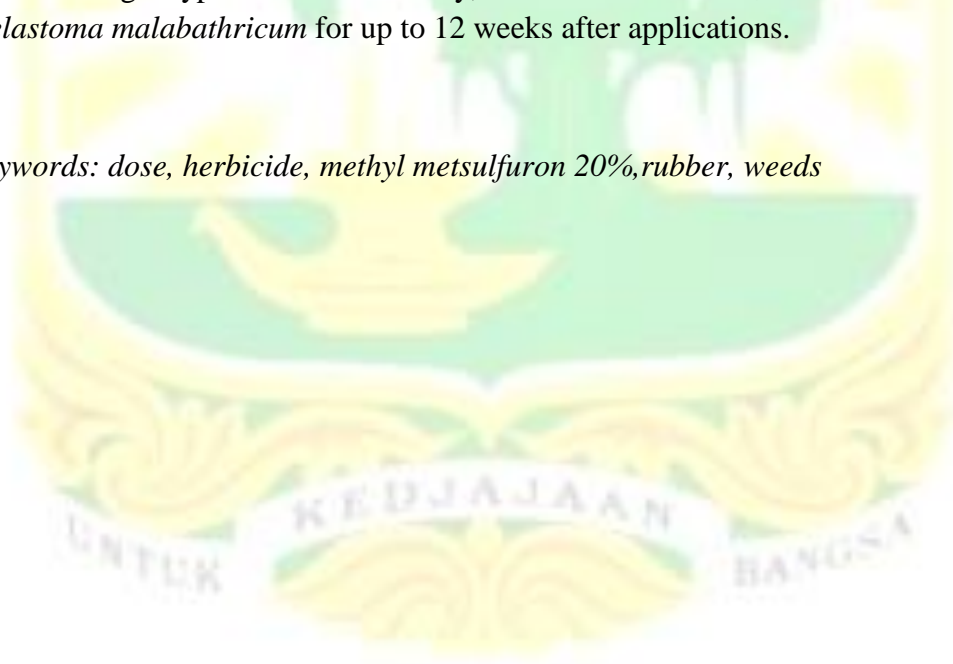 elastoma malabathricum for up to 12 weeks after applications.
ywords: dose, herbicide, methyl metsulfuron 20%,rubber, weeds
KEDJAJAAN
UNTUK BANGSA